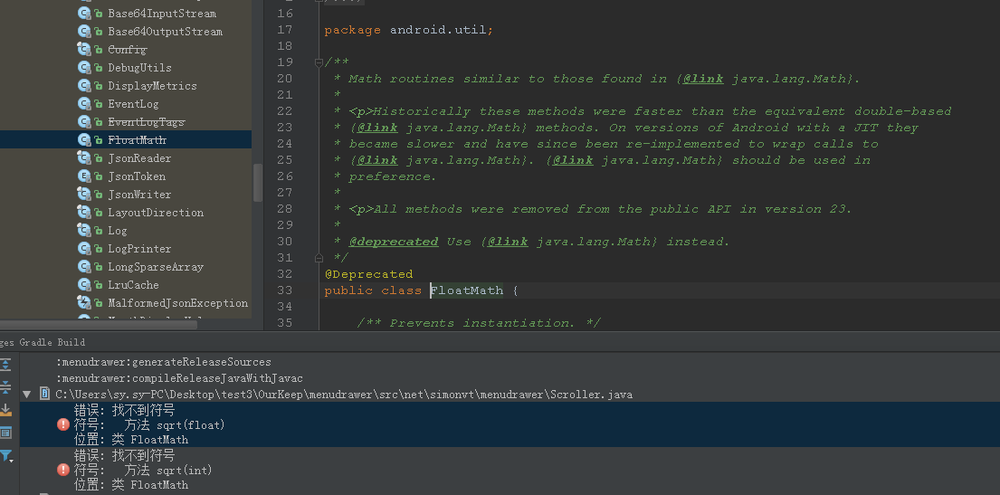 Base64InputStream
Base64OutputStream
Config
DebugUtils
DisplayMetrics
EventLog
EventLogTags
FloatMath
JsonReader
JsonToken
JsonWriter
LayoutDirection
Log
LogPrinter
LongSparseArray
LruCache
MalformedJsonException
16
17 package android.util;
18
19 /**
20 * Math routines similar to those found in {@link java.lang.Math}.
21 *
22 * <p>Historically these methods were faster than the equivalent double-based
23 * {@link java.lang.Math} methods. On versions of Android with a JIT they
24 * became slower and have since been re-implemented to wrap calls to
25 * {@link java.lang.Math}. {@link java.lang.Math} should be used in
26 * preference.
27 *
28 * <p>All methods were removed from the public API in version 23.
29 *
30 * @deprecated Use {@link java.lang.Math} instead.
31 */
32 @Deprecated
33 public class FloatMath {
34
35 /** Prevents instantiation. */
ges Gradle Build
:menudrawer:generateReleaseSources
:menudrawer:compileReleaseJavaWithJavac
C:\Users\sy.sy-PC\Desktop\test3\OurKeep\menudrawer\src\net\simonvt\menudrawer\Scroller.java
错误: 找不到符号
符号: 方法 sqrt(float)
位置: 类 FloatMath
错误: 找不到符号
符号: 方法 sqrt(int)
位置: 类 FloatMath